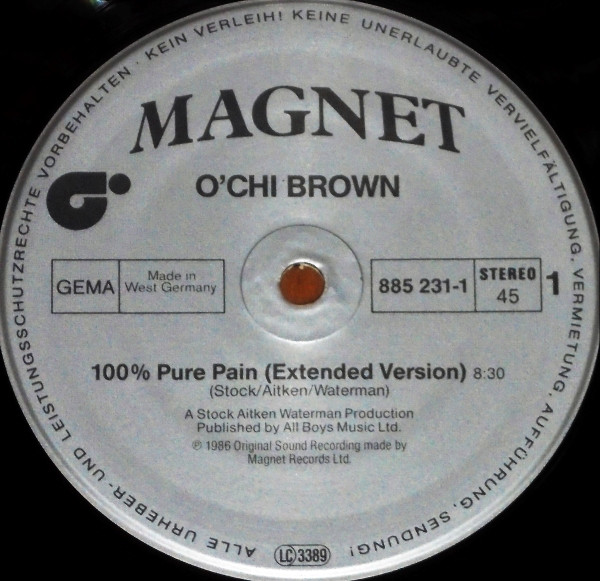 ALLE URHEBER- UND LEISTUNGSSCHUTZRECHTE VORBEHALTEN · KEIN VERLEIH! KEINE UNERLAUBTE VERVIELFÄLTIGUNG, VERMIETUNG, AUFFÜHRUNG, SENDUNG!
MAGNET
O'CHI BROWN
GEMA
Made in
West Germany
885 231-1
STEREO
45
1
100% Pure Pain (Extended Version) 8:30
(Stock/Aitken/Waterman)
A Stock Aitken Waterman Production
Published by All Boys Music Ltd.
℗ 1986 Original Sound Recording made by
Magnet Records Ltd.
LC 3389